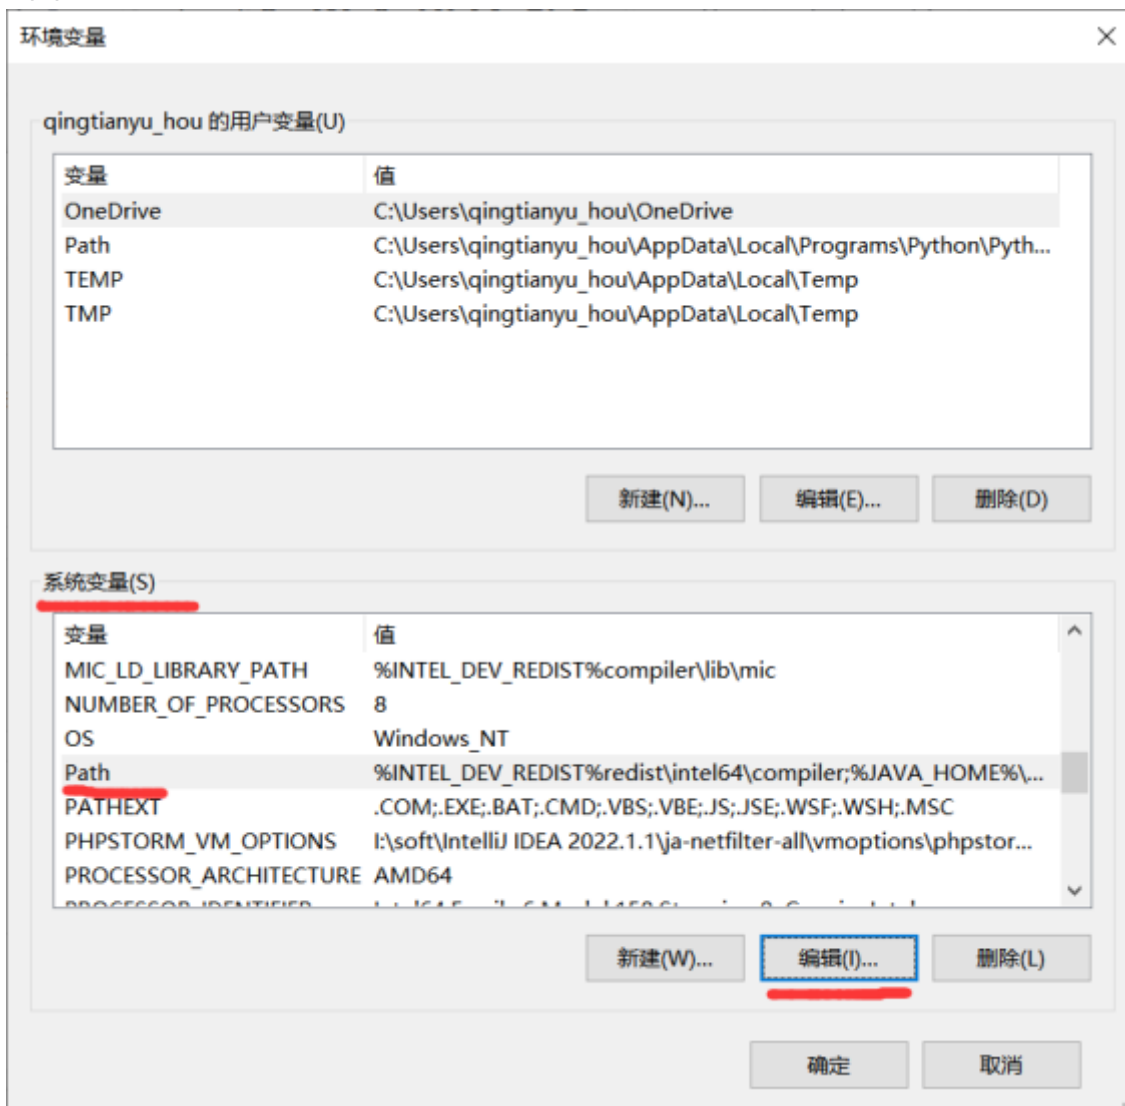 环境变量
qingtianyu_hou 的用户变量(U)
变量 值
OneDrive C:\Users\qingtianyu_hou\OneDrive
Path C:\Users\qingtianyu_hou\AppData\Local\Programs\Python\Pyth...
TEMP C:\Users\qingtianyu_hou\AppData\Local\Temp
TMP C:\Users\qingtianyu_hou\AppData\Local\Temp
新建(N)... 编辑(E)... 删除(D)
系统变量(S)
变量 值
MIC_LD_LIBRARY_PATH %INTEL_DEV_REDIST%compiler\lib\mic
NUMBER_OF_PROCESSORS 8
OS Windows_NT
Path %INTEL_DEV_REDIST%redist\intel64\compiler;%JAVA_HOME%\...
PATHEXT .COM;.EXE;.BAT;.CMD;.VBS;.VBE;.JS;.JSE;.WSF;.WSH;.MSC
PHPSTORM_VM_OPTIONS I:\soft\IntelliJ IDEA 2022.1.1\ja-netfilter-all\vmoptions\phpstor...
PROCESSOR_ARCHITECTURE AMD64
新建(W)... 编辑(I)... 删除(L)
确定 取消